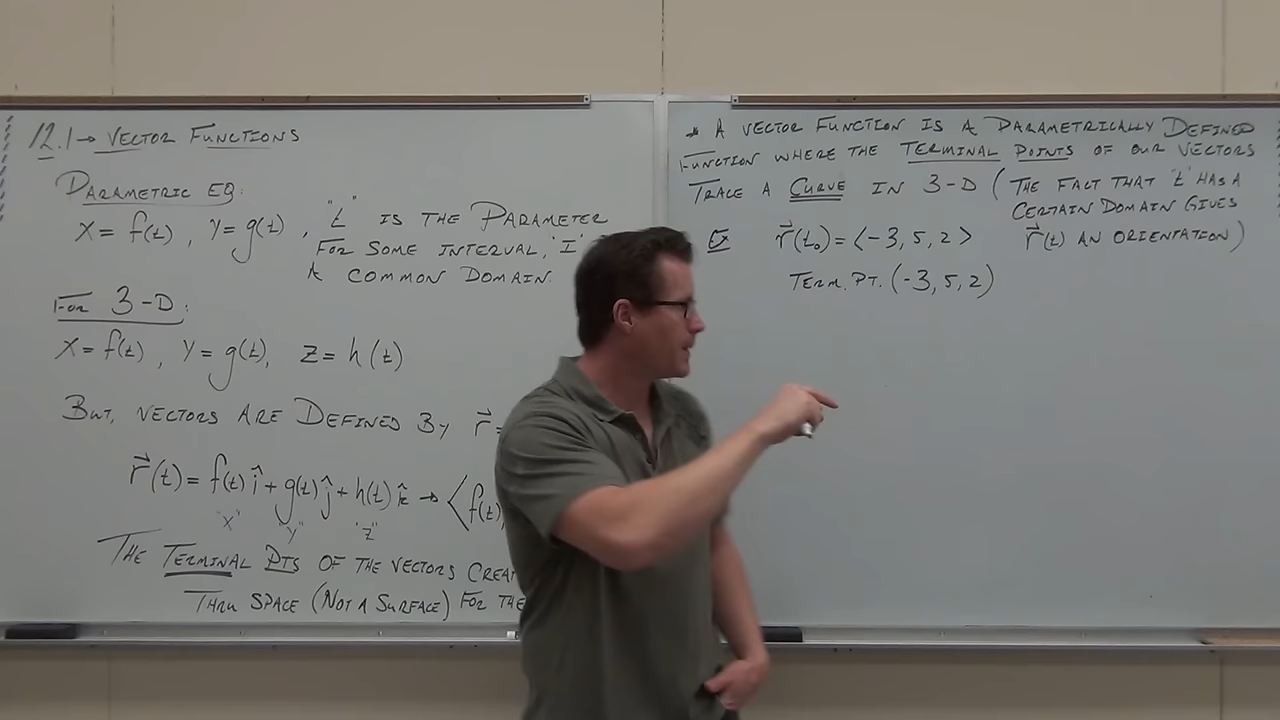 12.1 → VECTOR FUNCTIONS
PARAMETRIC EQ:
x = f(t), y = g(t), "t" IS THE PARAMETER
FOR SOME INTERVAL, 'I'
A COMMON DOMAIN.
FOR 3-D:
x = f(t), y = g(t), z = h(t)
BUT, VECTORS ARE DEFINED BY r⃗ =
r⃗(t) = f(t)î + g(t)ĵ + h(t)k̂ → ⟨f(t),
"x" "y" "z"
THE TERMINAL PTS OF THE VECTORS
THRU SPACE (NOT A SURFACE) FOR THE
* A VECTOR FUNCTION IS A PARAMETRICALLY DEFINED
FUNCTION WHERE THE TERMINAL POINTS OF OUR VECTORS
TRACE A CURVE IN 3-D (THE FACT THAT 't' HAS A
CERTAIN DOMAIN GIVES
r⃗(t) AN ORIENTATION)
EX r⃗(t₀) = ⟨-3, 5, 2⟩
TERM. PT. (-3, 5, 2)